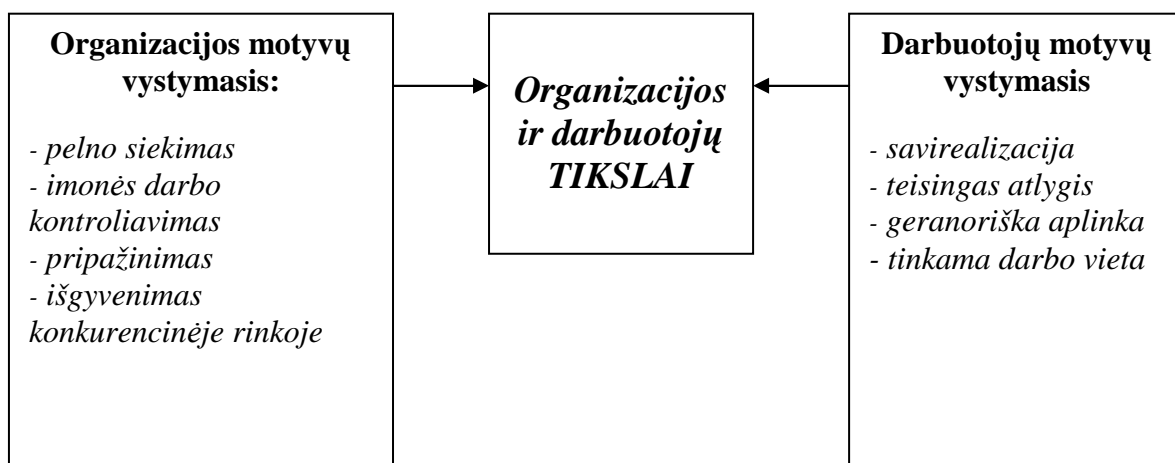 Organizacijos motyvų
vystymasis:
- pelno siekimas
- imonės darbo
kontroliavimas
- pripažinimas
- išgyvenimas
konkurencinėje rinkoje
Organizacijos
ir darbuotojų
TIKSLAI
Darbuotojų motyvų
vystymasis
- savirealizacija
- teisingas atlygis
- geranoriška aplinka
- tinkama darbo vieta